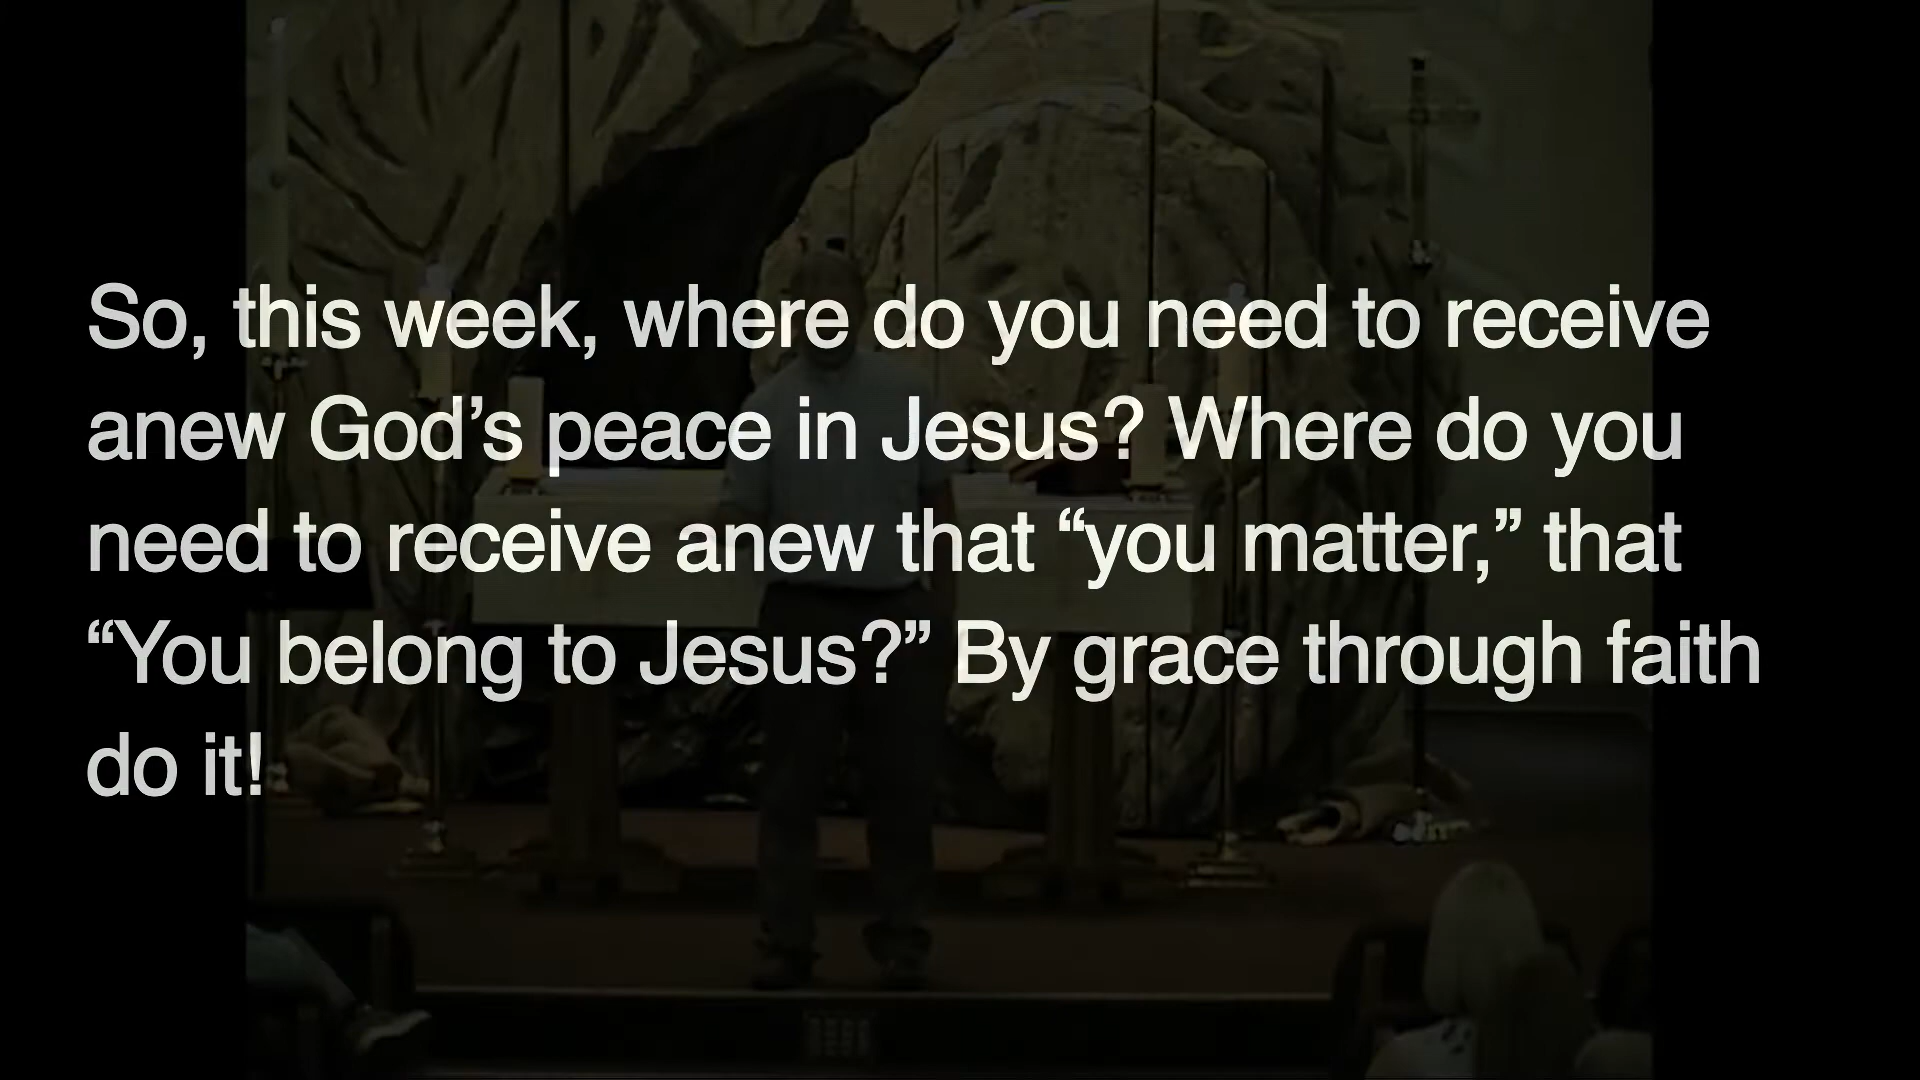 So, this week, where do you need to receive
anew God’s peace in Jesus? Where do you
need to receive anew that “you matter,” that
“You belong to Jesus?” By grace through faith
do it!